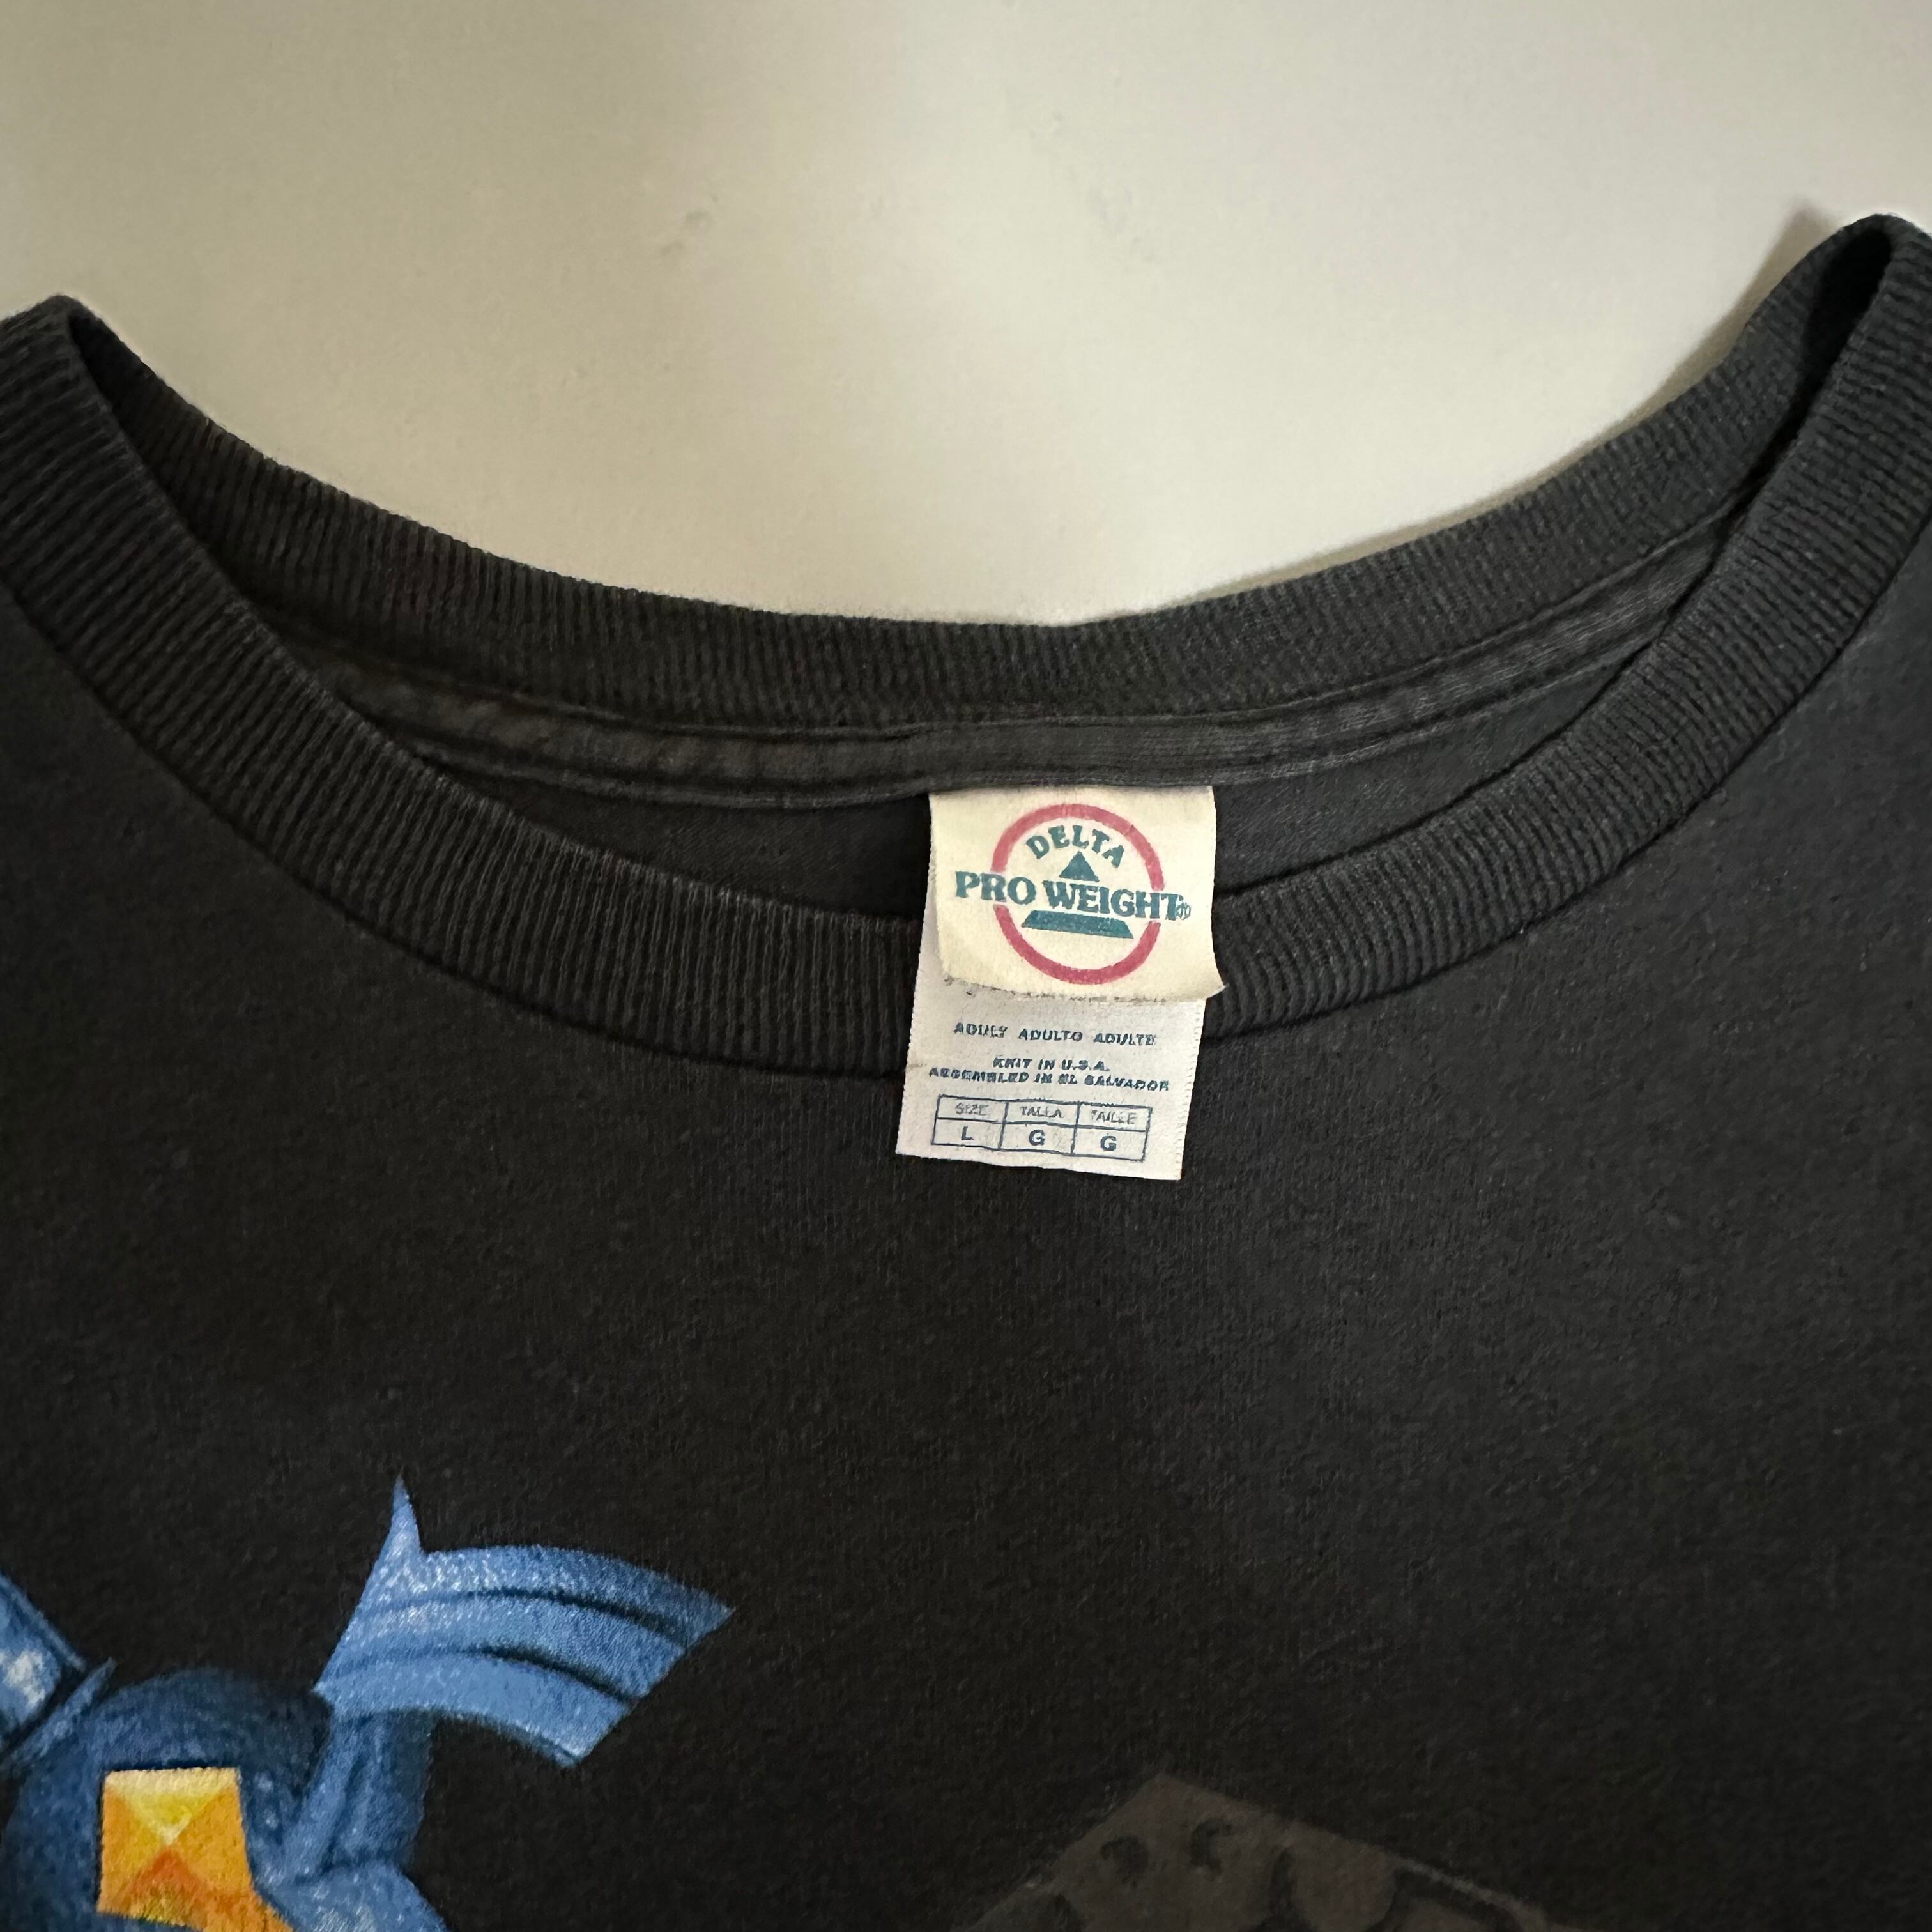 DELTA
PRO WEIGHT®
ADULT ADULTO ADULTE
KNIT IN U.S.A.
ASSEMBLED IN EL SALVADOR
SIZE TALLA TAILLE
L G G